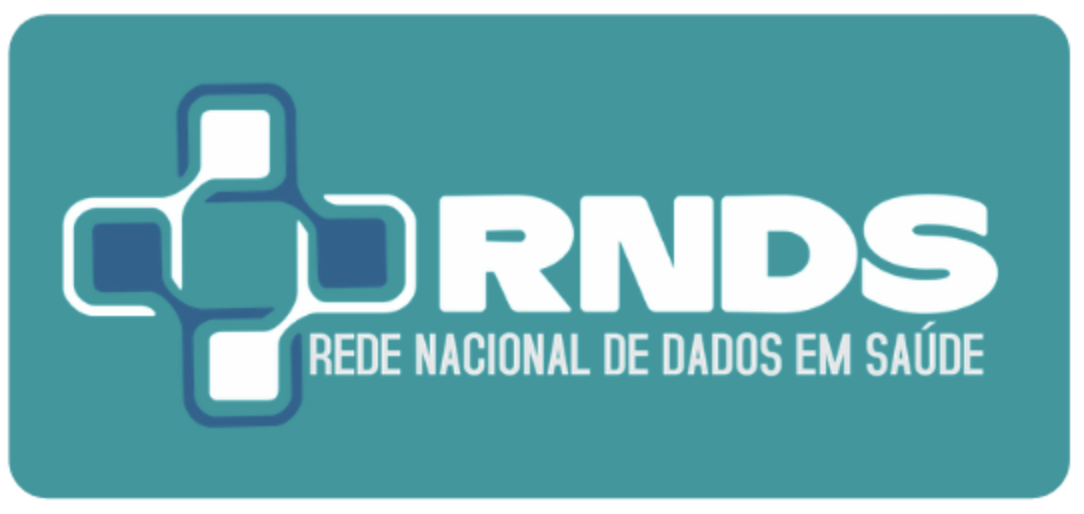 RNDS
REDE NACIONAL DE DADOS EM SAÚDE